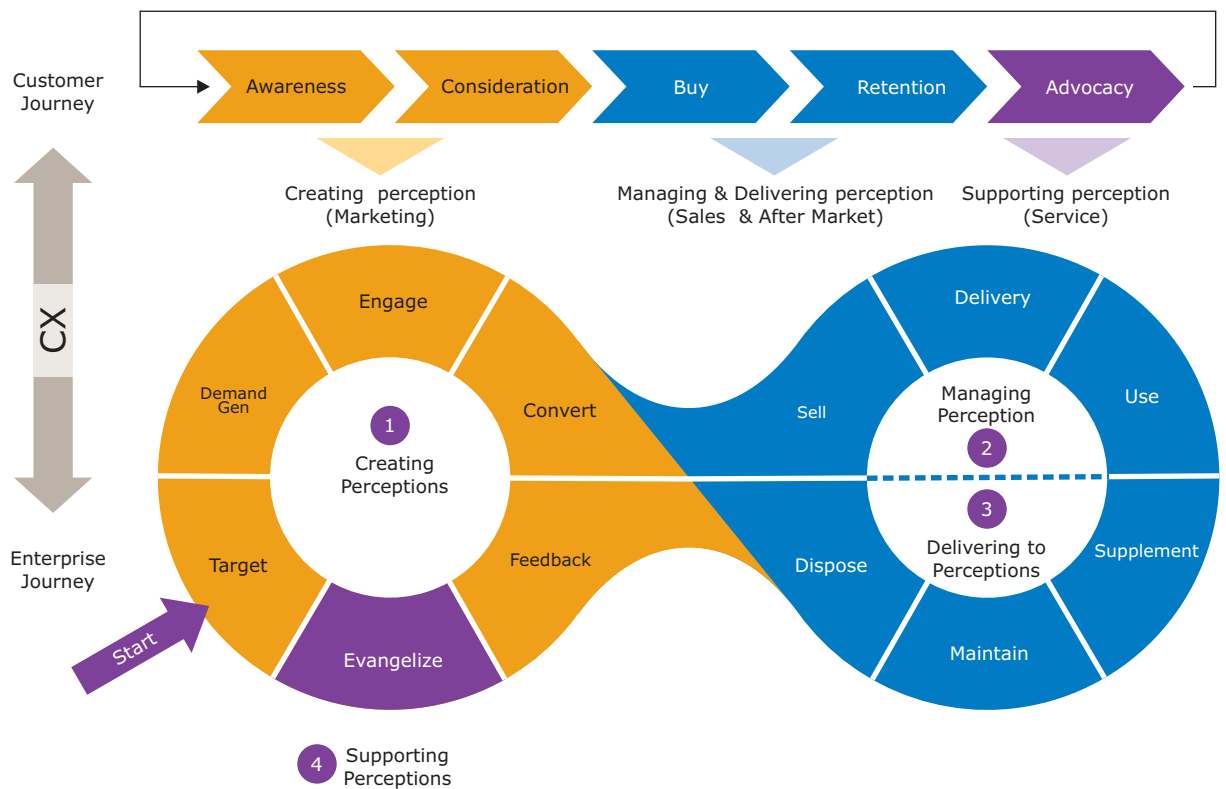 Customer
Journey
Awareness
Consideration
Buy
Retention
Advocacy
Creating perception
(Marketing)
Managing & Delivering perception
(Sales & After Market)
Supporting perception
(Service)
CX
Enterprise
Journey
Start
Target
Demand
Gen
Engage
Convert
Feedback
Evangelize
1
Creating
Perceptions
Sell
Delivery
Use
Supplement
Maintain
Dispose
Managing
Perception
2
3
Delivering to
Perceptions
4
Supporting
Perceptions